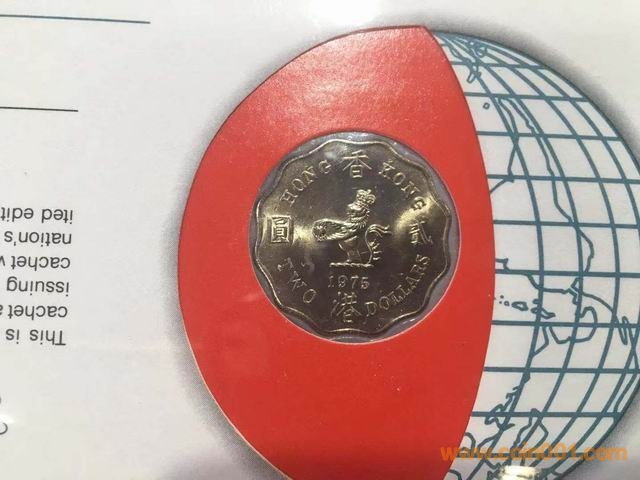 HONG 香 KONG
圓 貳
1975
TWO 港 DOLLARS
This is
cachet a
issuing
cachet
nation's
ited edit
www.coin001.com